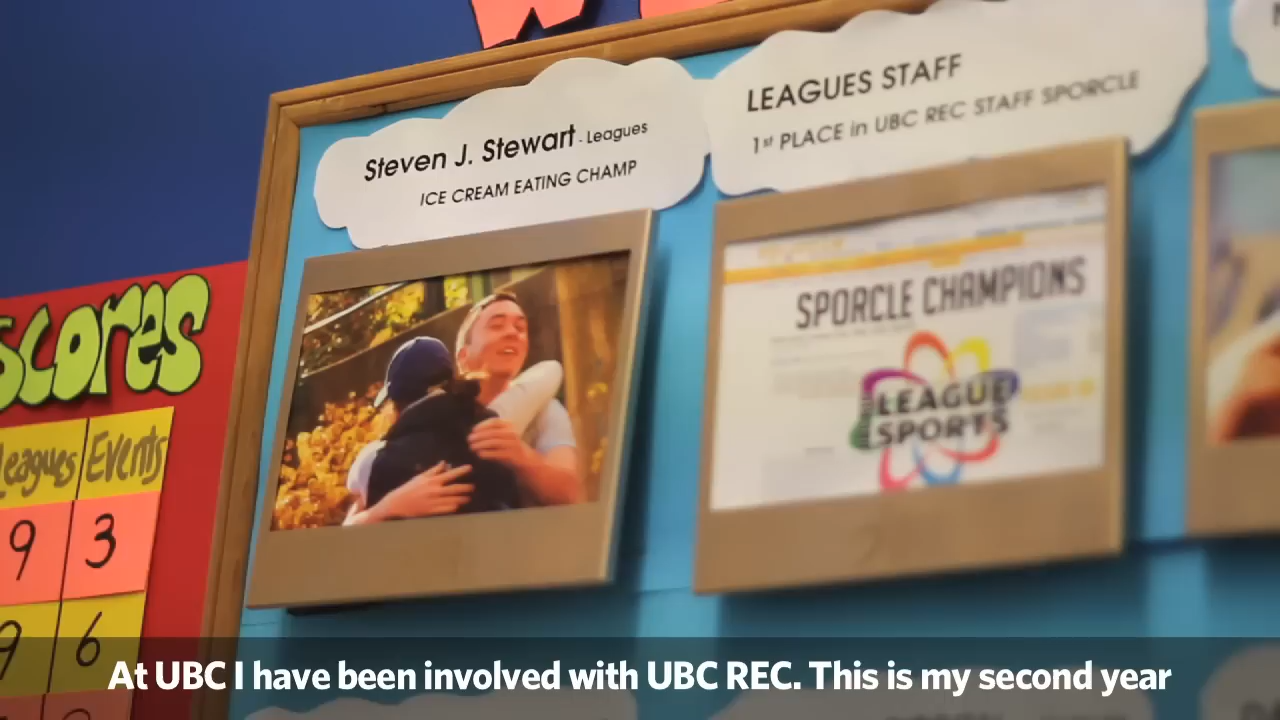 Steven J. Stewart - Leagues
ICE CREAM EATING CHAMP
LEAGUES STAFF
1st PLACE in UBC REC STAFF SPORCLE
SPORCLE CHAMPIONS
LEAGUE
SPORTS
Scores
Leagues Events
9 3
9 6
At UBC I have been involved with UBC REC. This is my second year